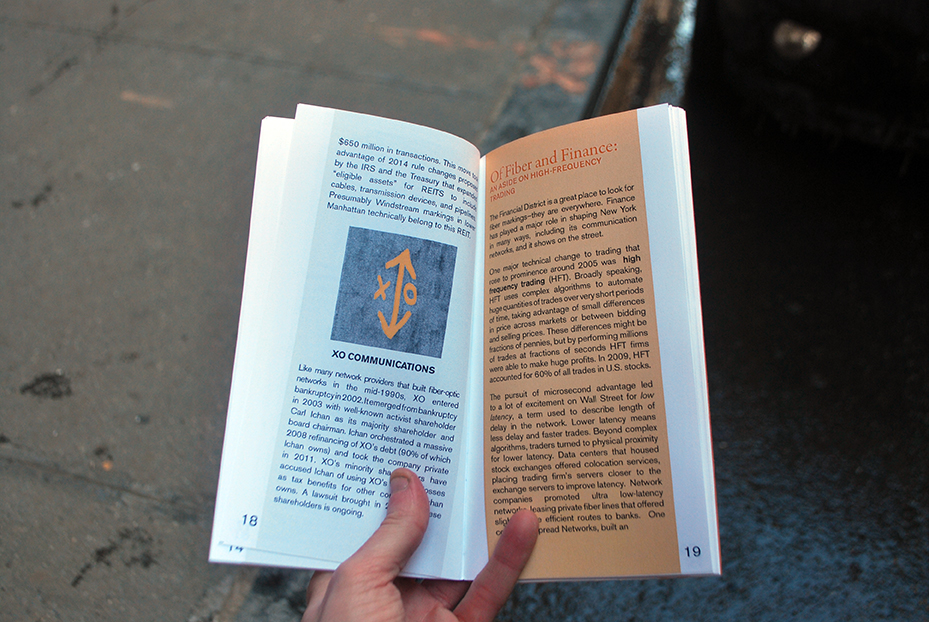 $650 million in transactions. This move took
advantage of 2014 rule changes proposed
by the IRS and the Treasury that expanded
"eligible assets" for REITS to include
cables, transmission devices, and pipelines.
Presumably Windstream markings in lower
Manhattan technically belong to this REIT.
XO
XO COMMUNICATIONS
Like many network providers that built fiber-optic
networks in the mid-1990s, XO entered
bankruptcy in 2002. It emerged from bankruptcy
in 2003 with well-known activist shareholder
Carl Ichan as its majority shareholder and
board chairman. Ichan orchestrated a massive
2008 refinancing of XO's debt (90% of which
Ichan owns) and took the company private
in 2011. XO's minority have
accused Ichan of using XO's losses
as tax benefits for other Ichan
owns. A lawsuit brought in
shareholders is ongoing.
18
Of Fiber and Finance:
AN ASIDE ON HIGH-FREQUENCY
TRADING
The Financial District is a great place to look for
fiber markings–they are everywhere. Finance
has played a major role in shaping New York
in many ways, including its communication
networks, and it shows on the street.
One major technical change to trading that
rose to prominence around 2005 was high
frequency trading (HFT). Broadly speaking,
HFT uses complex algorithms to automate
huge quantities of trades over very short periods
of time, taking advantage of small differences
in price across markets or between bidding
and selling prices. These differences might be
fractions of pennies, but by performing millions
of trades at fractions of seconds HFT firms
were able to make huge profits. In 2009, HFT
accounted for 60% of all trades in U.S. stocks.
The pursuit of microsecond advantage led
to a lot of excitement on Wall Street for low
latency, a term used to describe length of
delay in the network. Lower latency means
less delay and faster trades. Beyond complex
algorithms, traders turned to physical proximity
for lower latency. Data centers that housed
stock exchanges offered colocation services,
placing trading firm's servers closer to the
exchange servers to improve latency. Network
companies promoted ultra low-latency
networks, leasing private fiber lines that offered
efficient routes to banks. One
Spread Networks, built an
19